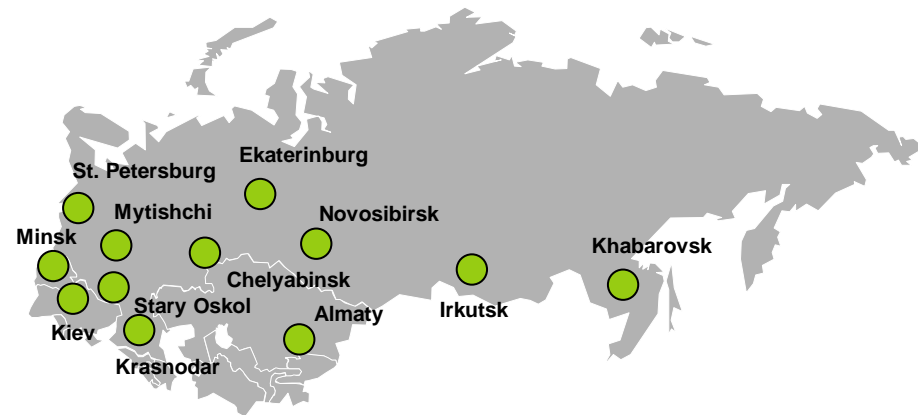 Ekaterinburg
St. Petersburg
Mytishchi
Novosibirsk
Minsk
Khabarovsk
Chelyabinsk
Stary Oskol
Almaty
Irkutsk
Kiev
Krasnodar